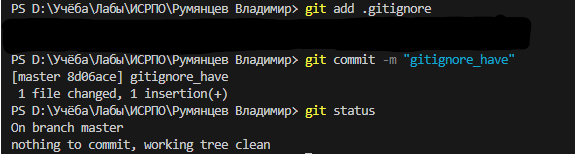 PS D:\Учёба\Лабы\ИСРПО\Румянцев Владимир> git add .gitignore
PS D:\Учёба\Лабы\ИСРПО\Румянцев Владимир> git commit -m "gitignore_have"
[master 8d06ace] gitignore_have
 1 file changed, 1 insertion(+)
PS D:\Учёба\Лабы\ИСРПО\Румянцев Владимир> git status
On branch master
nothing to commit, working tree clean